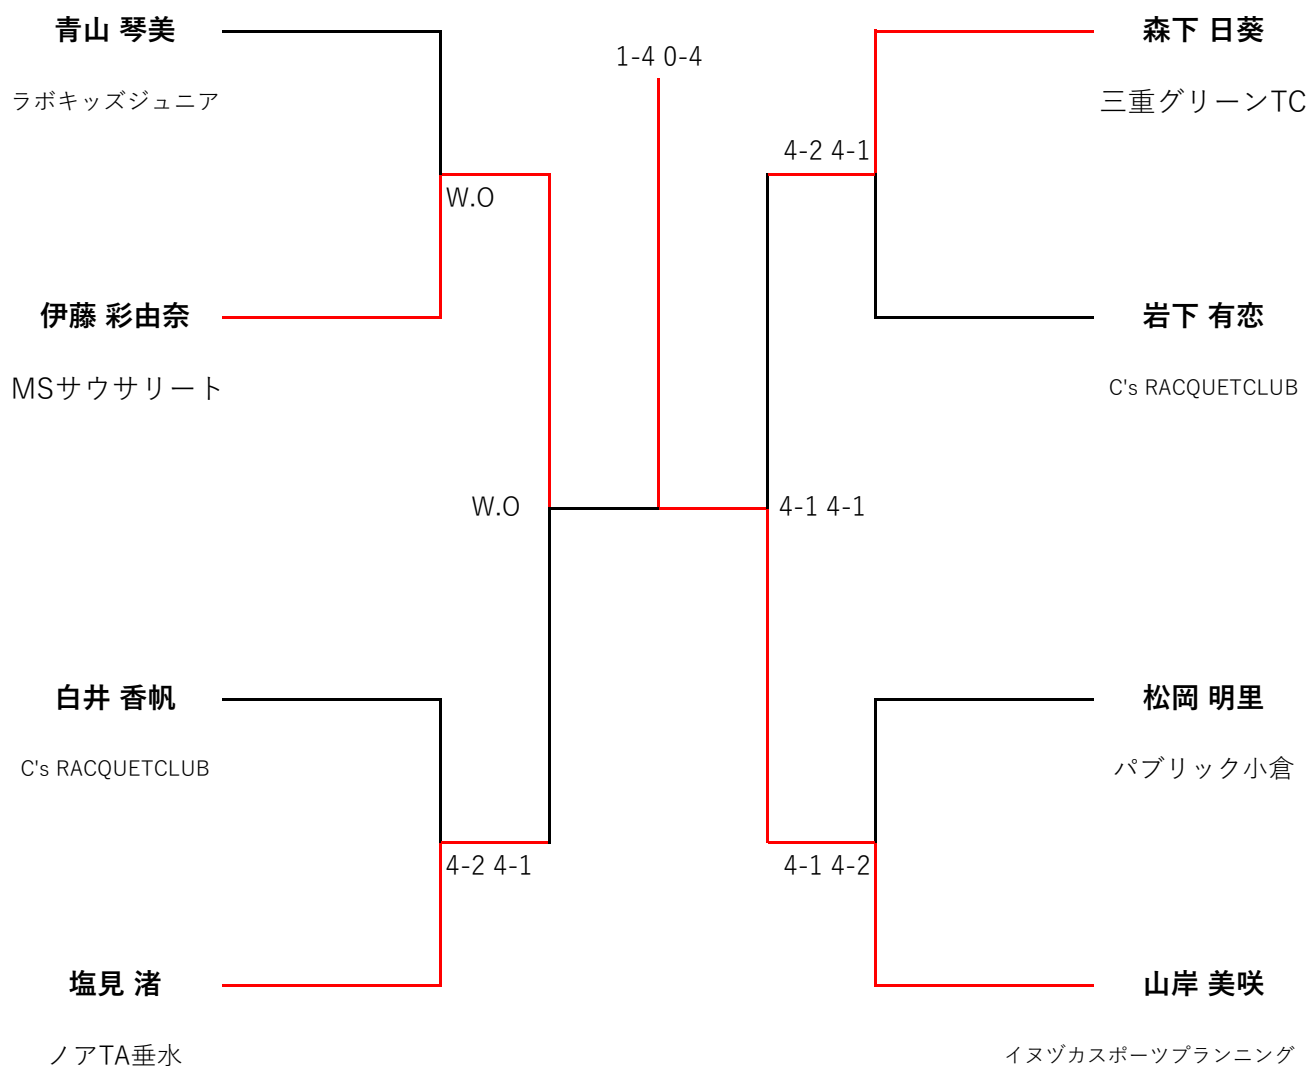 青山 琴美
ラボキッズジュニア
W.O
伊藤 彩由奈
MSサウサリート
W.O
白井 香帆
C's RACQUETCLUB
4-2 4-1
塩見 渚
ノアTA垂水
1-4 0-4
森下 日葵
三重グリーンTC
4-2 4-1
岩下 有恋
C's RACQUETCLUB
4-1 4-1
松岡 明里
パブリック小倉
4-1 4-2
山岸 美咲
イヌヅカスポーツプランニング